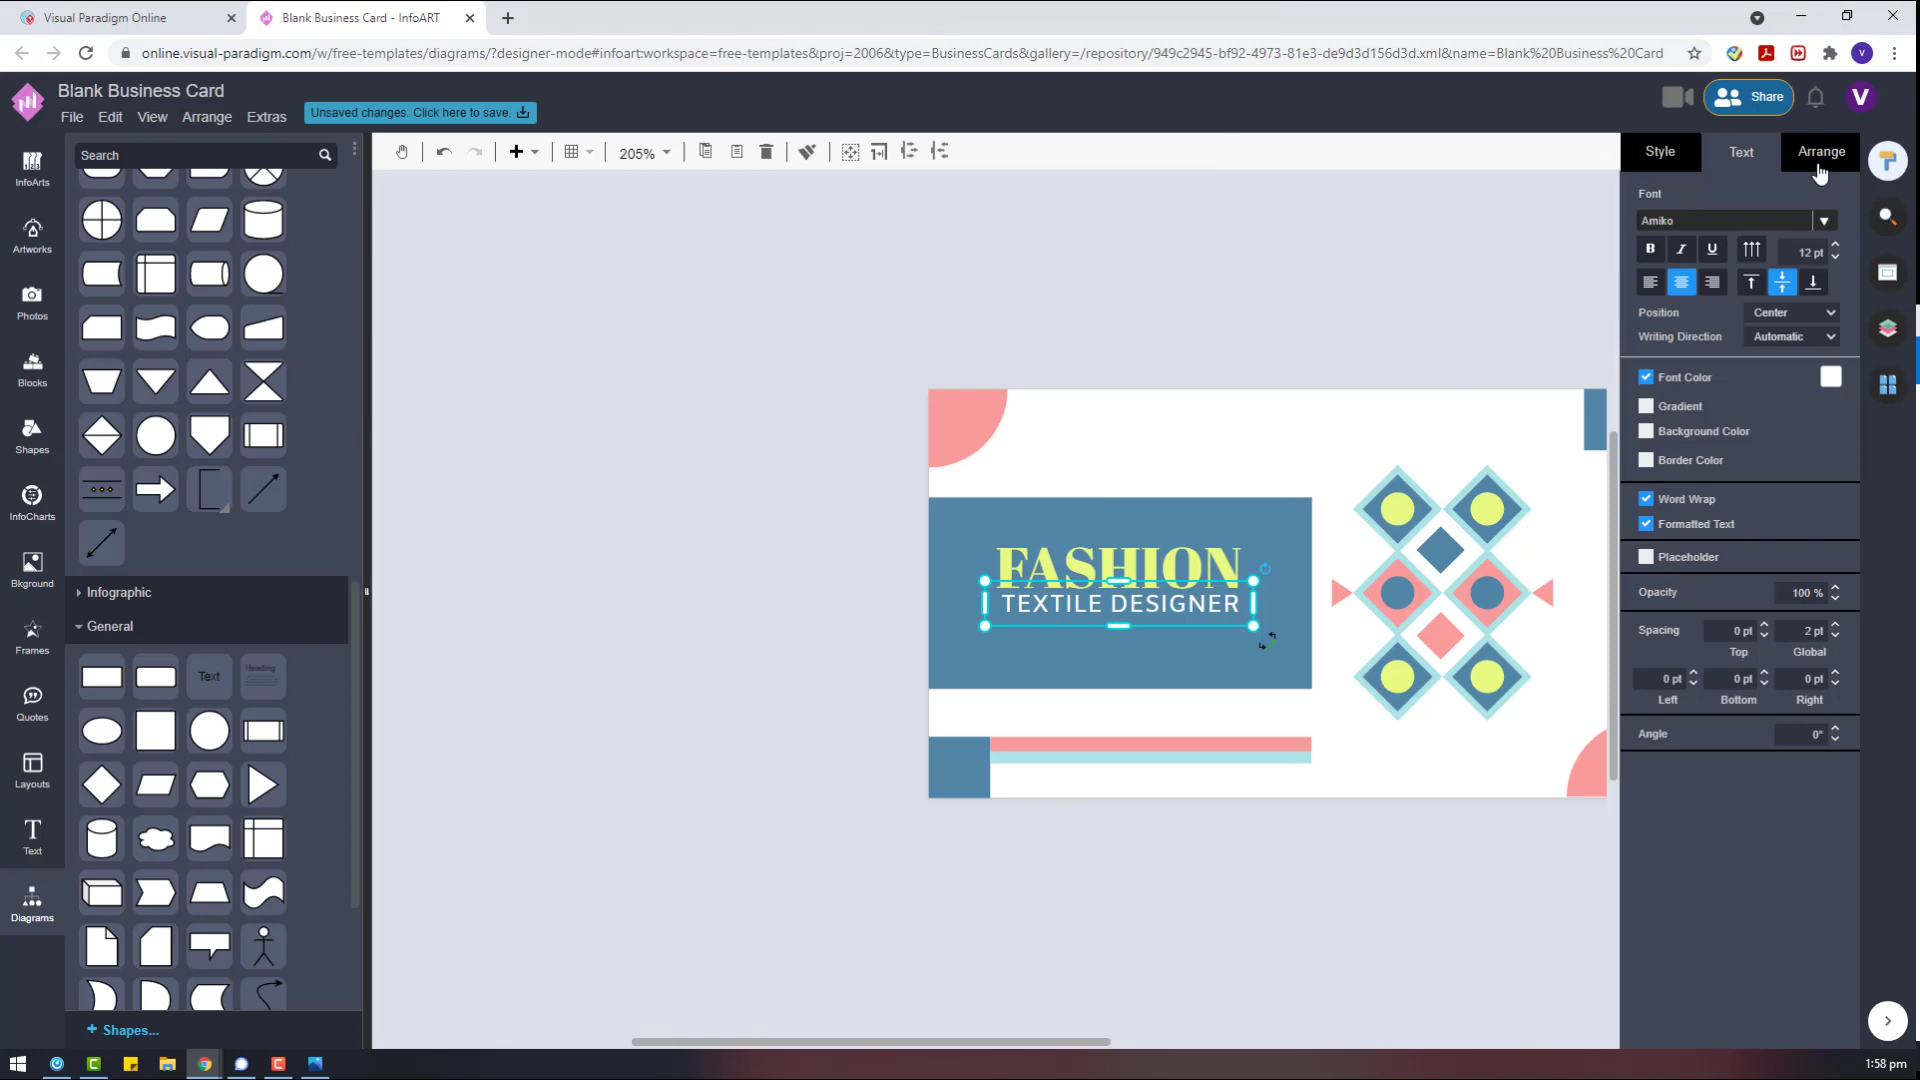 Visual Paradigm Online
Blank Business Card - InfoART
online.visual-paradigm.com/w/free-templates/diagrams/?designer-mode#infoart:workspace=free-templates&proj=2006&type=BusinessCards&gallery=/repository/949c2945-bf92-4973-81e3-de9d3d156d3d.xml&name=Blank%20Business%20Card
V
Blank Business Card
File Edit View Arrange Extras
Unsaved changes. Click here to save.
Share
V
Search
205%
Style Text Arrange
InfoArts
Artworks
Photos
Blocks
Shapes
InfoCharts
Bkground
Frames
Quotes
Layouts
Text
Diagrams
Infographic
General
Text
Heading
+ Shapes...
FASHION
TEXTILE DESIGNER
Font
Amiko
B I U 12 pt
Position Center
Writing Direction Automatic
Font Color
Gradient
Background Color
Border Color
Word Wrap
Formatted Text
Placeholder
Opacity 100 %
Spacing 0 pt 2 pt
Top Global
0 pt 0 pt 0 pt
Left Bottom Right
Angle 0°
1:58 pm